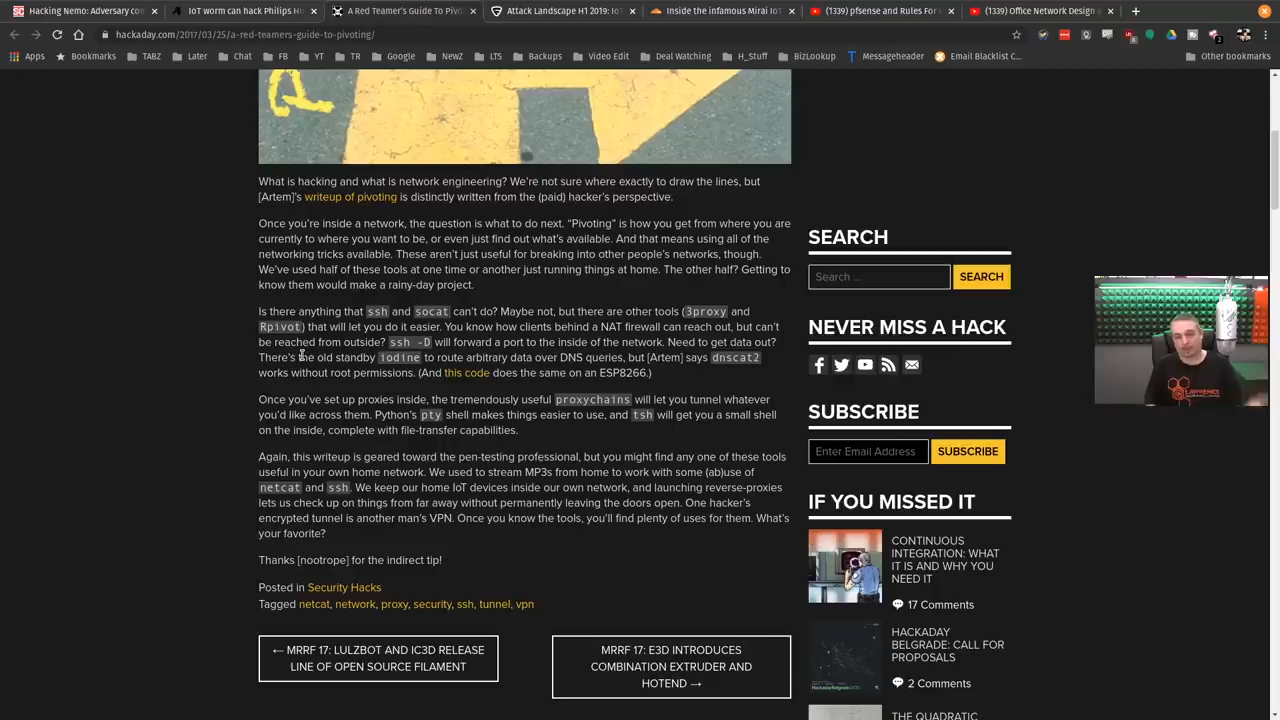 Hacking Nemo: Adversary con
IoT worm can hack Philips Hu
A Red Teamer's Guide To Pivo
Attack Landscape H1 2019: IoT
Inside the infamous Mirai IoT
(1339) pfsense and Rules For I
(1339) Office Network Design
hackaday.com/2017/03/25/a-red-teamers-guide-to-pivoting/
Apps Bookmarks TABZ Later Chat FB YT TR Google NewZ LTS Backups Video Edit Deal Watching H_Stuff BizLookup Messageheader Email Blacklist C... Other bookmarks
What is hacking and what is network engineering? We're not sure where exactly to draw the lines, but
[Artem]'s writeup of pivoting is distinctly written from the (paid) hacker's perspective.
Once you're inside a network, the question is what to do next. “Pivoting” is how you get from where you are
currently to where you want to be, or even just find out what's available. And that means using all of the
networking tricks available. These aren't just useful for breaking into other people's networks, though.
We've used half of these tools at one time or another just running things at home. The other half? Getting to
know them would make a rainy-day project.
Is there anything that ssh and socat can't do? Maybe not, but there are other tools (3proxy and
Rpivot) that will let you do it easier. You know how clients behind a NAT firewall can reach out, but can't
be reached from outside? ssh -D will forward a port to the inside of the network. Need to get data out?
There's the old standby iodine to route arbitrary data over DNS queries, but [Artem] says dnscat2
works without root permissions. (And this code does the same on an ESP8266.)
Once you've set up proxies inside, the tremendously useful proxychains will let you tunnel whatever
you'd like across them. Python's pty shell makes things easier to use, and tsh will get you a small shell
on the inside, complete with file-transfer capabilities.
Again, this writeup is geared toward the pen-testing professional, but you might find any one of these tools
useful in your own home network. We used to stream MP3s from home to work with some (ab)use of
netcat and ssh. We keep our home IoT devices inside our own network, and launching reverse-proxies
lets us check up on things from far away without permanently leaving the doors open. One hacker's
encrypted tunnel is another man's VPN. Once you know the tools, you'll find plenty of uses for them. What's
your favorite?
Thanks [nootrope] for the indirect tip!
Posted in Security Hacks
Tagged netcat, network, proxy, security, ssh, tunnel, vpn
← MRRF 17: LULZBOT AND IC3D RELEASE
LINE OF OPEN SOURCE FILAMENT
MRRF 17: E3D INTRODUCES
COMBINATION EXTRUDER AND
HOTEND →
SEARCH
Search ...
SEARCH
NEVER MISS A HACK
SUBSCRIBE
Enter Email Address
SUBSCRIBE
IF YOU MISSED IT
CONTINUOUS
INTEGRATION: WHAT
IT IS AND WHY YOU
NEED IT
17 Comments
HACKADAY
BELGRADE: CALL FOR
PROPOSALS
2 Comments
THE QUADRATIC
LAWRENCE